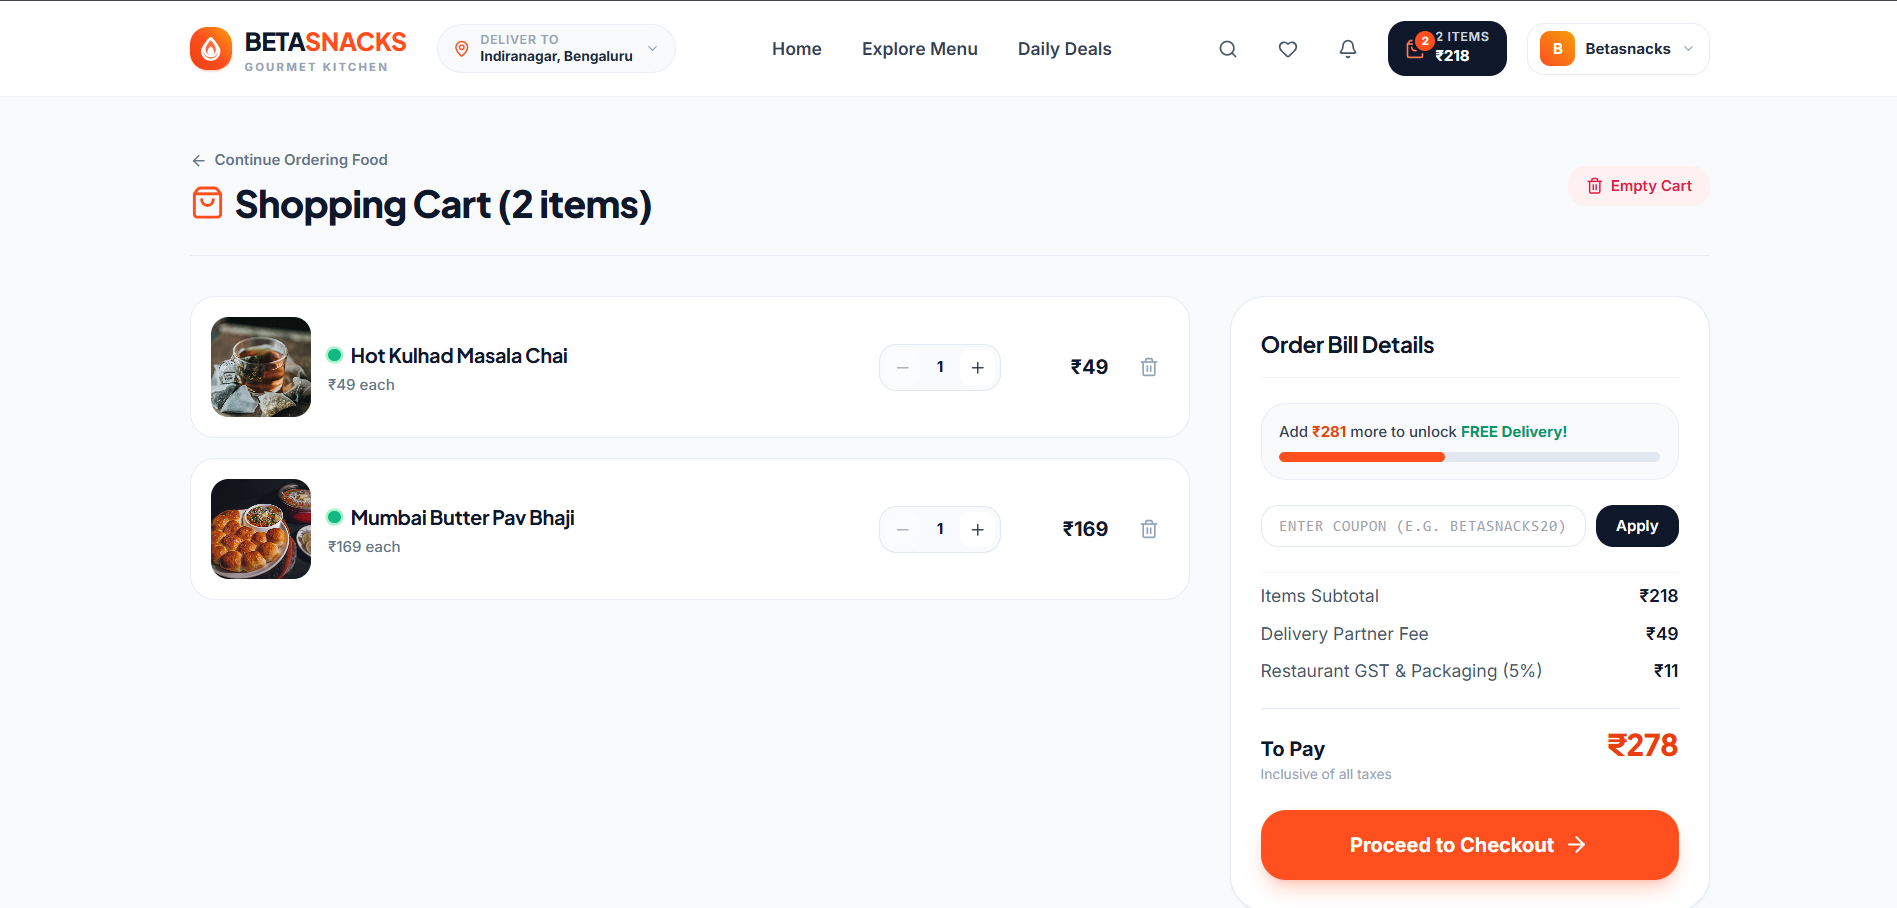 BETASNACKS
GOURMET KITCHEN
DELIVER TO
Indiranagar, Bengaluru
Home
Explore Menu
Daily Deals
2
2 ITEMS
₹218
B
Betasnacks
Continue Ordering Food
Shopping Cart (2 items)
Empty Cart
Hot Kulhad Masala Chai
₹49 each
1
₹49
Mumbai Butter Pav Bhaji
₹169 each
1
₹169
Order Bill Details
Add ₹281 more to unlock FREE Delivery!
ENTER COUPON (E.G. BETASNACKS20)
Apply
Items Subtotal ₹218
Delivery Partner Fee ₹49
Restaurant GST & Packaging (5%) ₹11
To Pay ₹278
Inclusive of all taxes
Proceed to Checkout